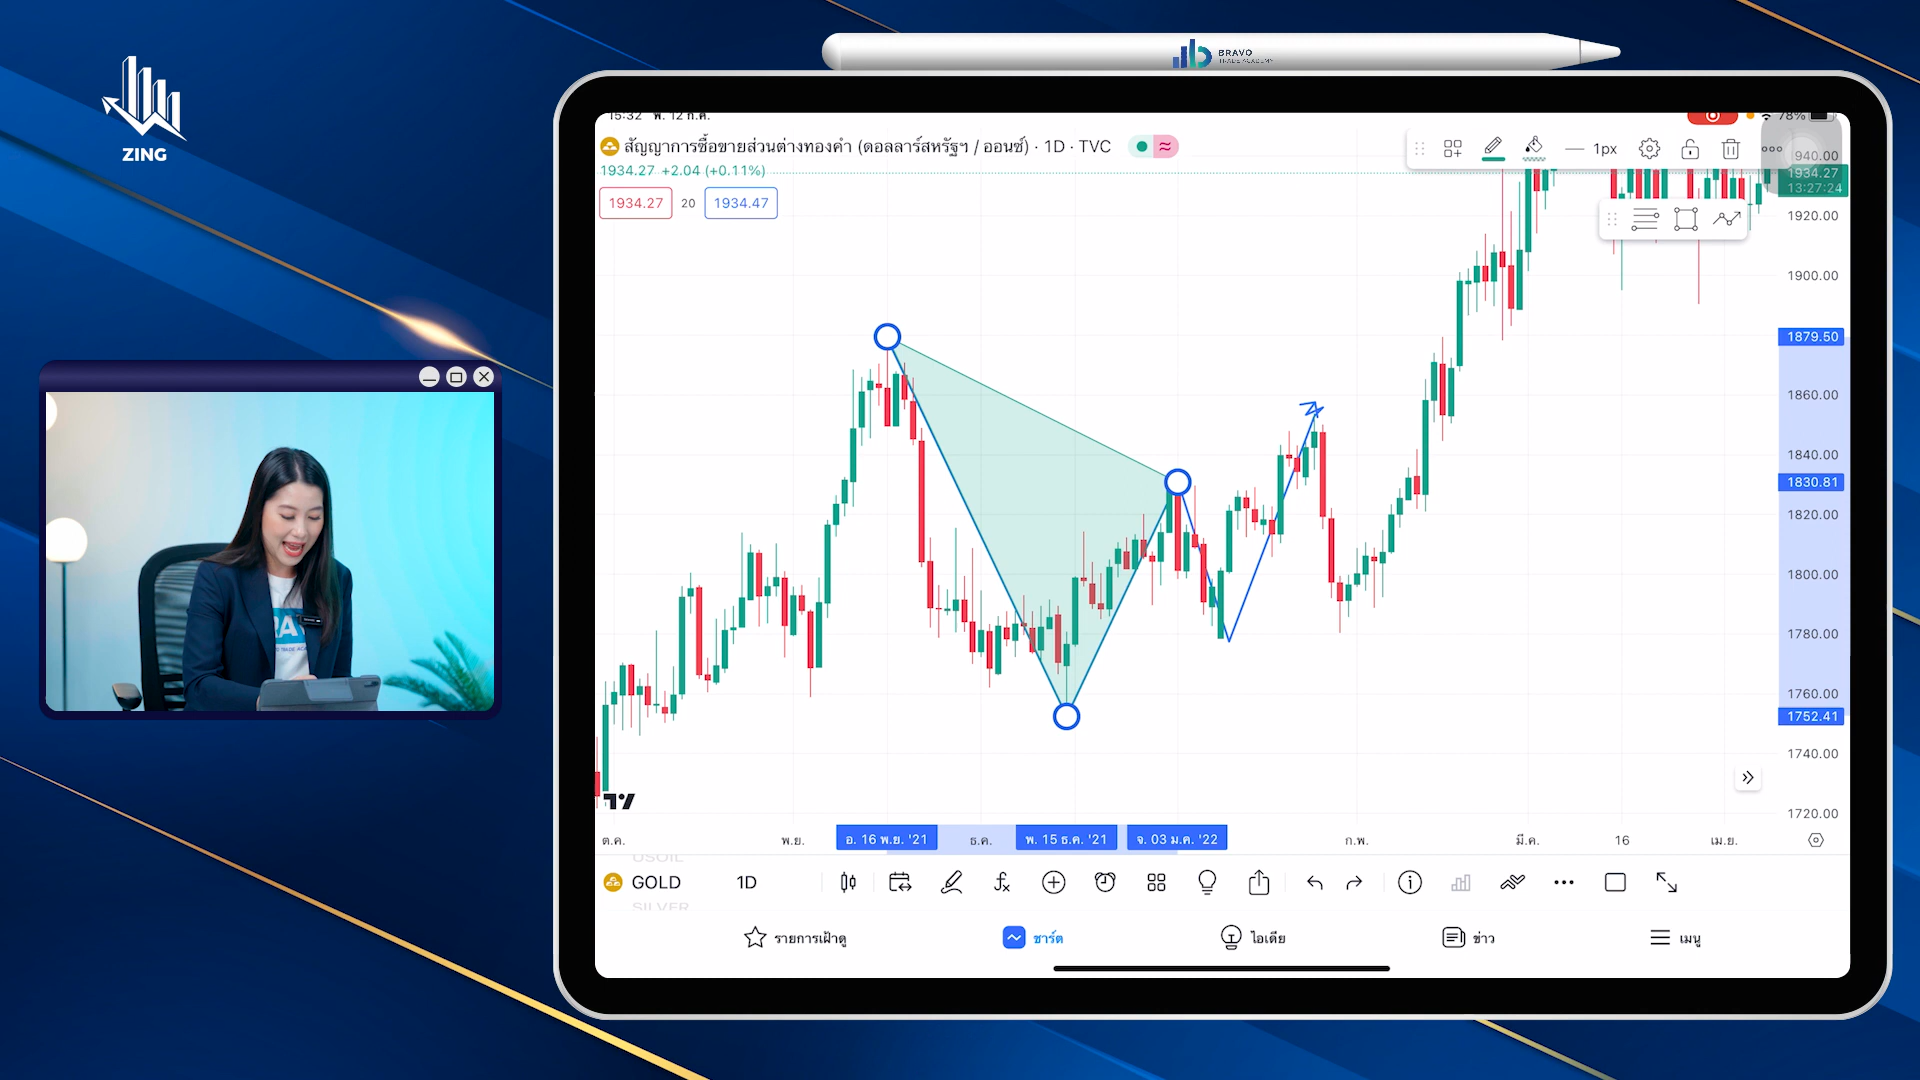 BRAVO
TRADE ACADEMY
ZING
15:32 พ. 12 ก.ค.
78%
สัญญาการซื้อขายส่วนต่างทองคำ (ดอลลาร์สหรัฐฯ / ออนซ์) · 1D · TVC
1px
1934.27 +2.04 (+0.11%)
1934.27 20 1934.47
940.00
1934.27
13:27:24
1920.00
1900.00
1879.50
1860.00
1840.00
1830.81
1820.00
1800.00
1780.00
1760.00
1752.41
1740.00
1720.00
ต.ค. พ.ย. อ. 16 พ.ย. '21 ธ.ค. พ. 15 ธ.ค. '21 จ. 03 ม.ค. '22 ก.พ. มี.ค. 16 เม.ย.
USOIL
GOLD 1D
SILVER
รายการเฝ้าดู ชาร์ต ไอเดีย ข่าว เมนู